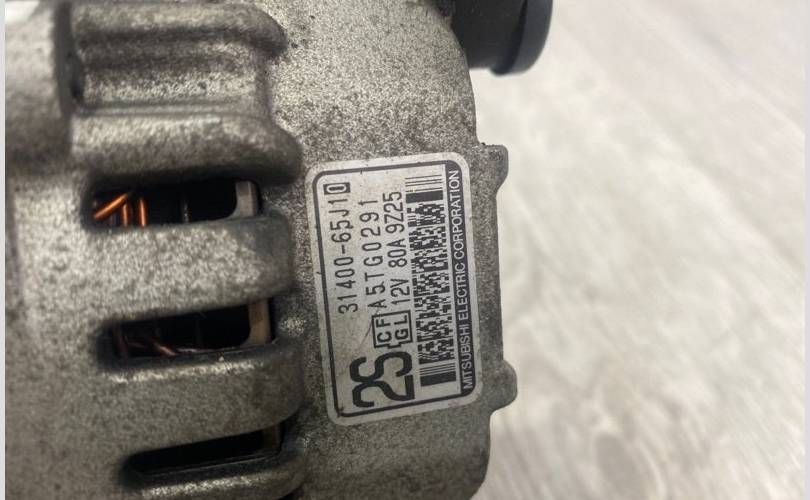 31400-65J10
A5TG0291
12V 80A 9Z25
2S
CF
GL
MITSUBISHI ELECTRIC CORPORATION